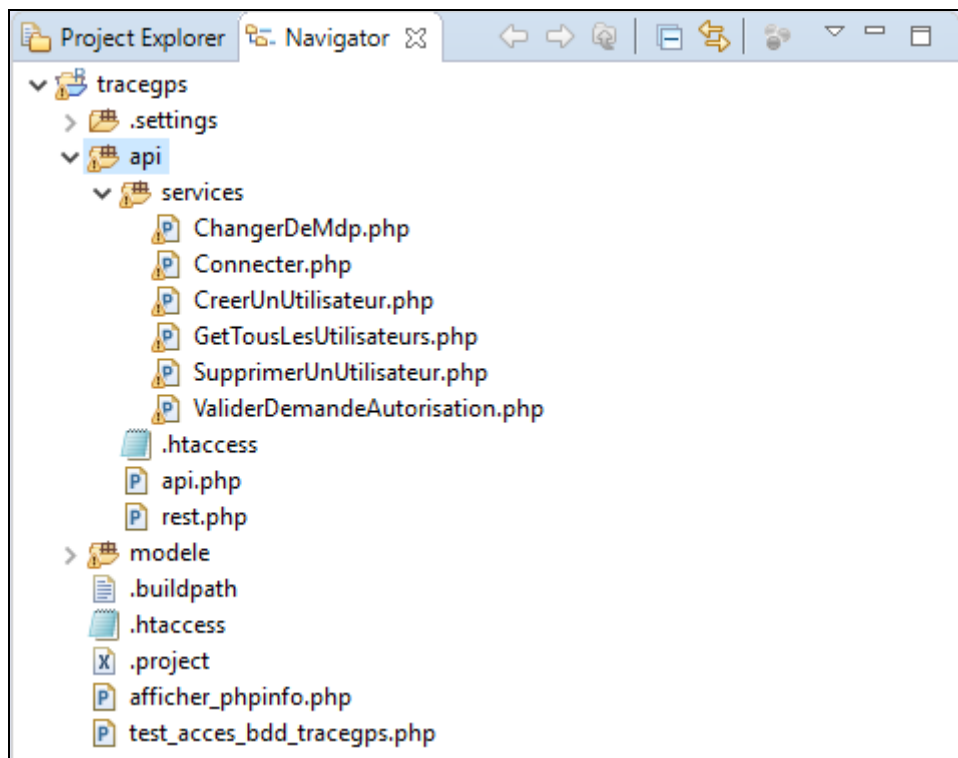 Project Explorer Navigator
tracegps
.settings
api
services
ChangerDeMdp.php
Connecter.php
CreerUnUtilisateur.php
GetTousLesUtilisateurs.php
SupprimerUnUtilisateur.php
ValiderDemandeAutorisation.php
.htaccess
api.php
rest.php
modele
.buildpath
.htaccess
.project
afficher_phpinfo.php
test_acces_bdd_tracegps.php